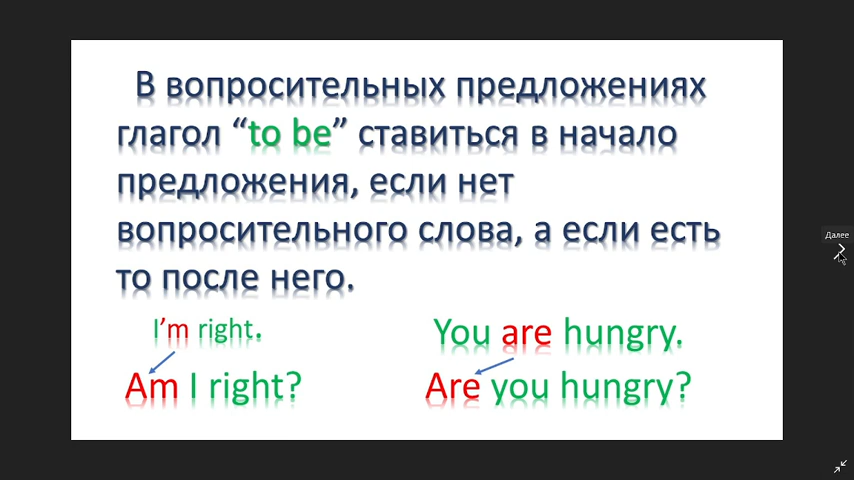 В вопросительных предложениях
глагол “to be” ставиться в начало
предложения, если нет
вопросительного слова, а если есть
то после него.
I’m right.
You are hungry.
Am I right?
Are you hungry?
Далее